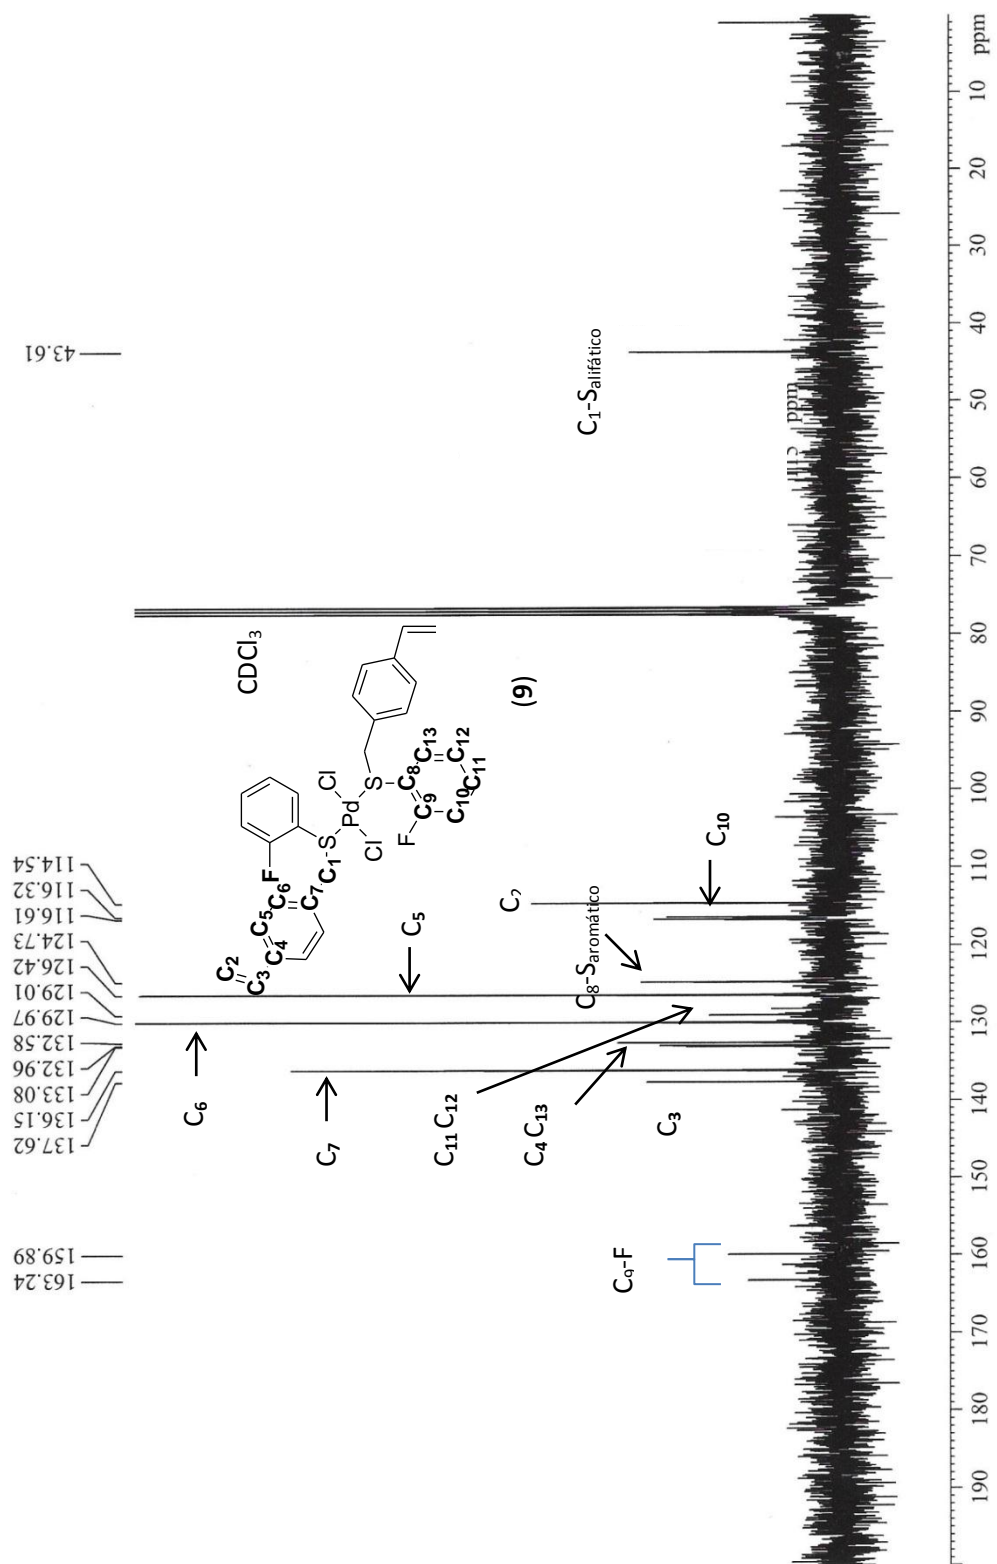 43.61
114.54
116.32
116.61
124.73
126.42
129.01
129.97
132.58
132.96
133.08
136.15
137.62
159.89
163.24
CDCl3
C2
C3
C4
C5
C6
C7
C1
F
S
Pd
Cl
Cl
S
F
C8
C9
C10
C11
C12
C13
(9)
C6
C7
C5
C11 C12
C4 C13
C3
C8-Saromático
C10
C9-F
C1-Salifático
ppm
190 180 170 160 150 140 130 120 110 100 90 80 70 60 50 40 30 20 10 ppm